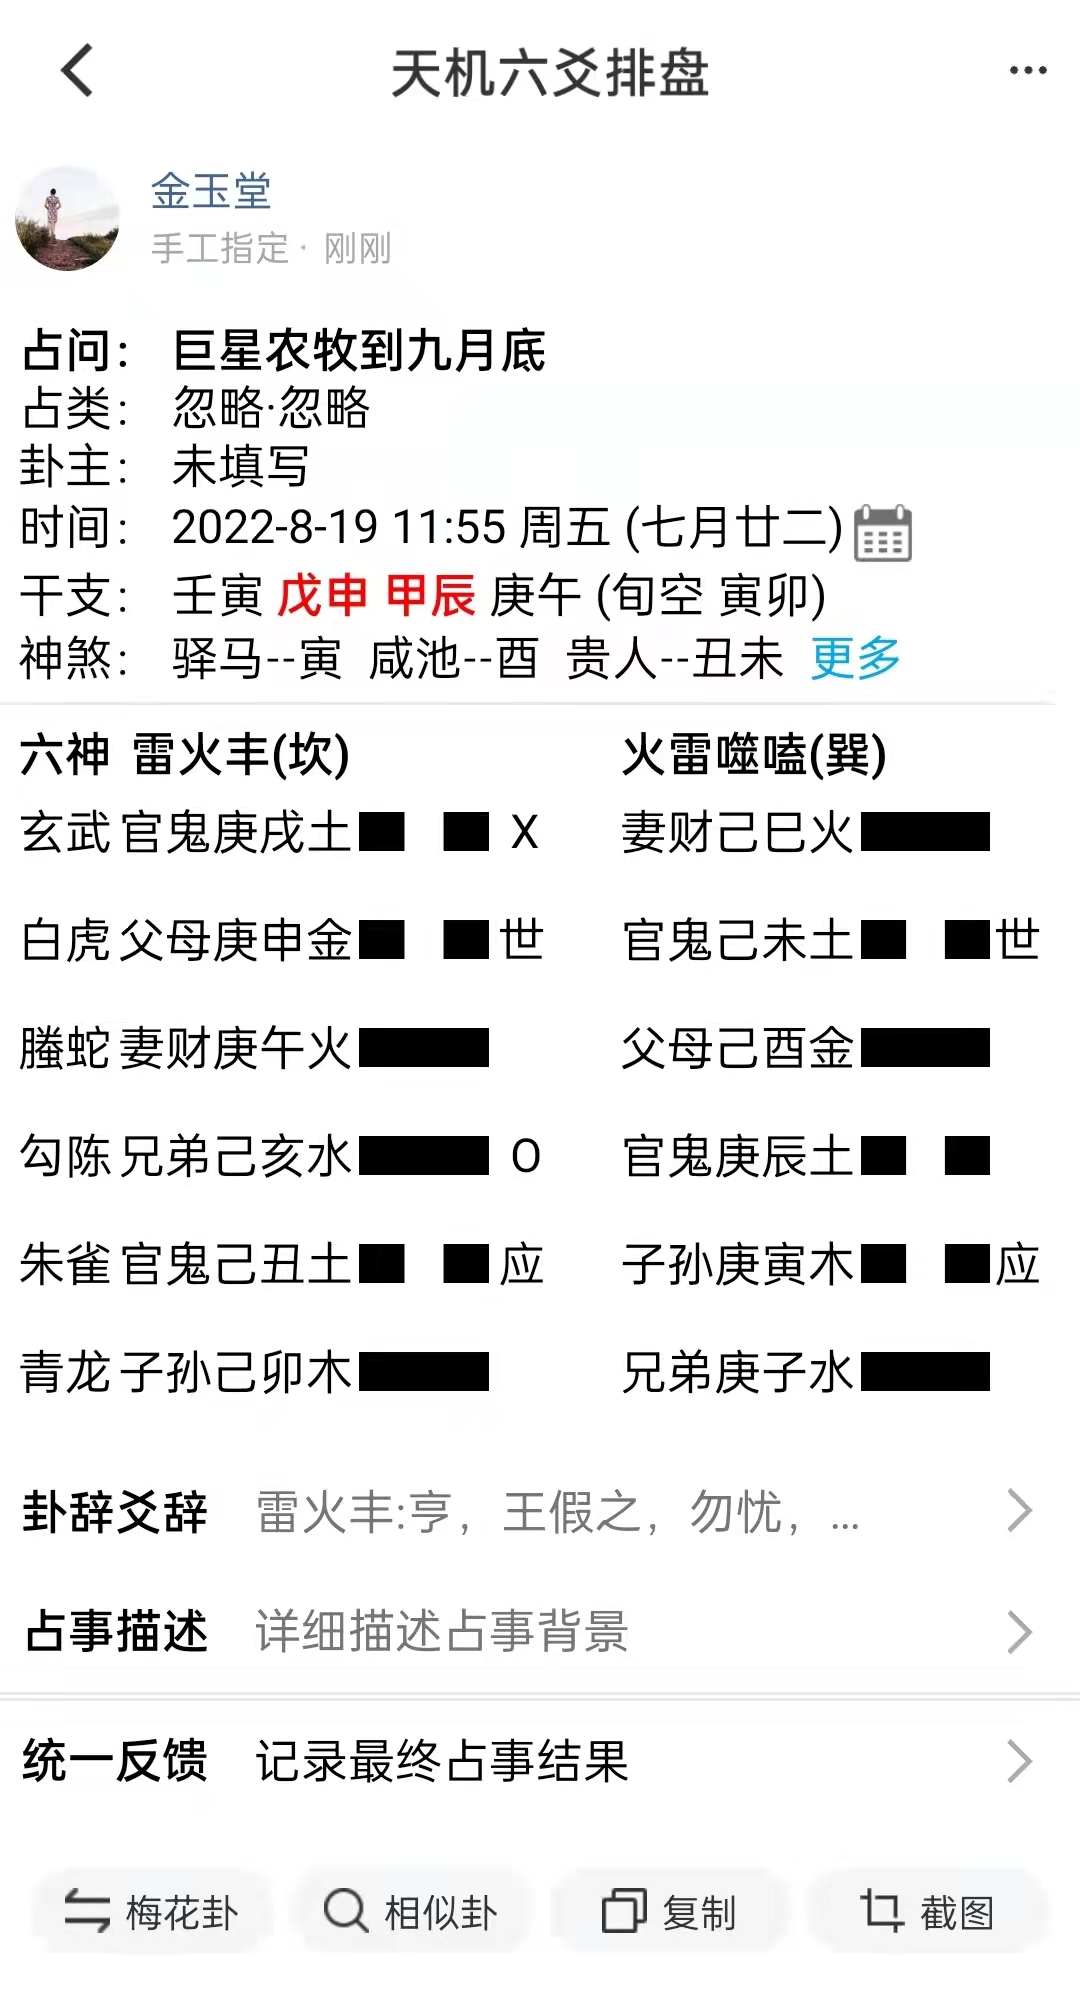 天机六爻排盘
金玉堂
手工指定· 刚刚
占问： 巨星农牧到九月底
占类： 忽略·忽略
卦主： 未填写
时间： 2022-8-19 11:55 周五 (七月廿二)
干支： 壬寅 戊申 甲辰 庚午 (旬空 寅卯)
神煞： 驿马--寅 咸池--酉 贵人--丑未 更多
六神 雷火丰(坎) 火雷噬嗑(巽)
玄武 官鬼庚戌土 X 妻财己巳火
白虎 父母庚申金 世 官鬼己未土 世
螣蛇 妻财庚午火 父母己酉金
勾陈 兄弟己亥水 O 官鬼庚辰土
朱雀 官鬼己丑土 应 子孙庚寅木 应
青龙 子孙己卯木 兄弟庚子水
卦辞爻辞 雷火丰:亨，王假之，勿忧，...
占事描述 详细描述占事背景
统一反馈 记录最终占事结果
梅花卦 相似卦 复制 截图